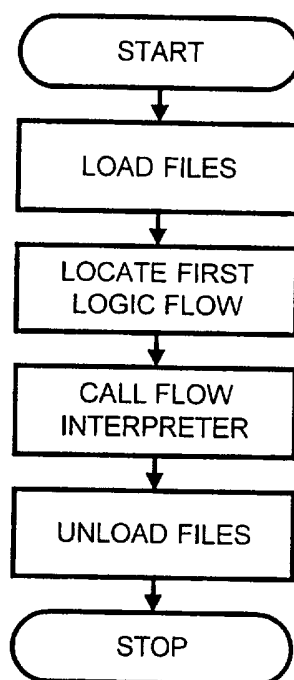 START
LOAD FILES
LOCATE FIRST
LOGIC FLOW
CALL FLOW
INTERPRETER
UNLOAD FILES
STOP